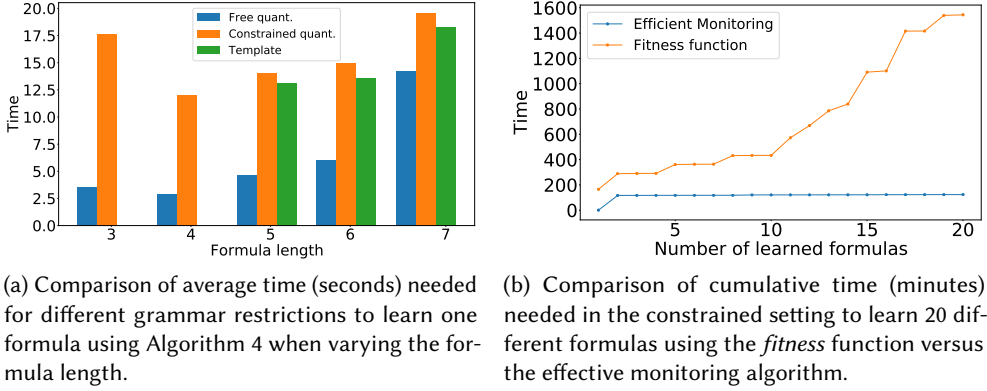 20.0
17.5
15.0
12.5
10.0
7.5
5.0
2.5
0.0
Time
Free quant.
Constrained quant.
Template
3 4 5 6 7
Formula length
(a) Comparison of average time (seconds) needed
for different grammar restrictions to learn one
formula using Algorithm 4 when varying the for-
mula length.
1600
1400
1200
1000
800
600
400
200
0
Time
Efficient Monitoring
Fitness function
5 10 15 20
Number of learned formulas
(b) Comparison of cumulative time (minutes)
needed in the constrained setting to learn 20 dif-
ferent formulas using the fitness function versus
the effective monitoring algorithm.